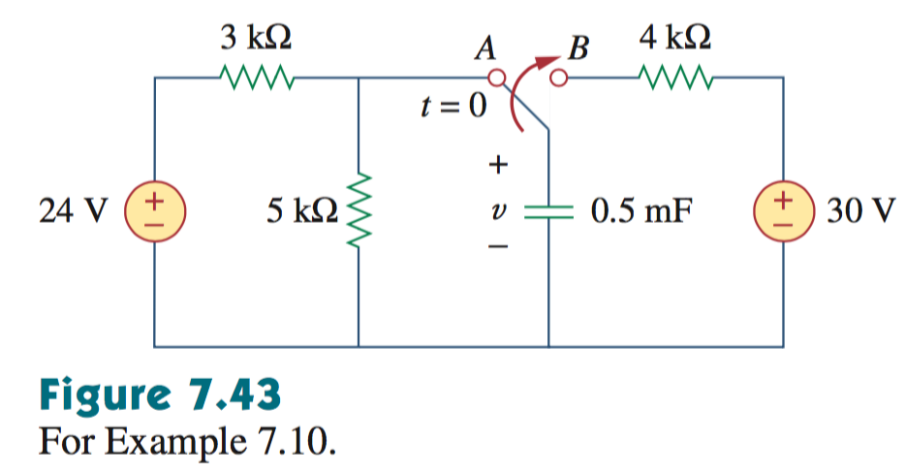 3 kΩ
A
B
4 kΩ
t = 0
24 V
+
−
5 kΩ
+
v
−
0.5 mF
+
−
30 V
Figure 7.43
For Example 7.10.